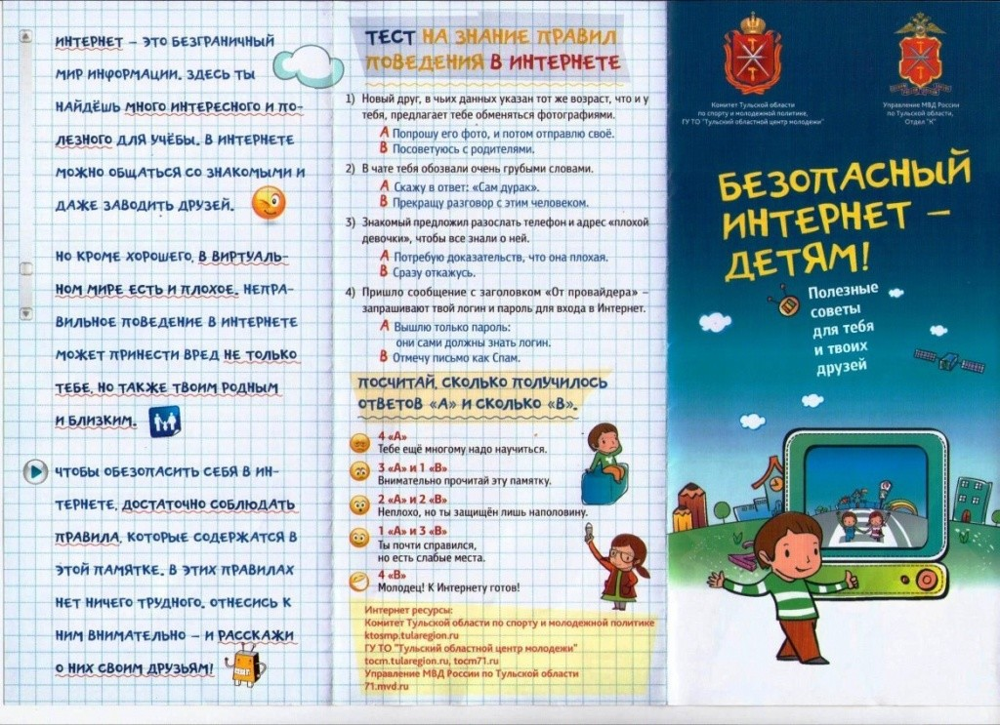 ИНТЕРНЕТ – ЭТО БЕЗГРАНИЧНЫЙ
МИР ИНФОРМАЦИИ. ЗДЕСЬ ТЫ
НАЙДЁШЬ МНОГО ИНТЕРЕСНОГО И ПО-
ЛЕЗНОГО ДЛЯ УЧЁБЫ. В ИНТЕРНЕТЕ
МОЖНО ОБЩАТЬСЯ СО ЗНАКОМЫМИ И
ДАЖЕ ЗАВОДИТЬ ДРУЗЕЙ.
НО КРОМЕ ХОРОШЕГО, В ВИРТУАЛЬ-
НОМ МИРЕ ЕСТЬ И ПЛОХОЕ. НЕПРА-
ВИЛЬНОЕ ПОВЕДЕНИЕ В ИНТЕРНЕТЕ
МОЖЕТ ПРИНЕСТИ ВРЕД НЕ ТОЛЬКО
ТЕБЕ, НО ТАКЖЕ ТВОИМ РОДНЫМ
И БЛИЗКИМ.
ЧТОБЫ ОБЕЗОПАСИТЬ СЕБЯ В ИН-
ТЕРНЕТЕ, ДОСТАТОЧНО СОБЛЮДАТЬ
ПРАВИЛА, КОТОРЫЕ СОДЕРЖАТСЯ В
ЭТОЙ ПАМЯТКЕ. В ЭТИХ ПРАВИЛАХ
НЕТ НИЧЕГО ТРУДНОГО. ОТНЕСИСЬ К
НИМ ВНИМАТЕЛЬНО – И РАССКАЖИ
О НИХ СВОИМ ДРУЗЬЯМ!
ТЕСТ НА ЗНАНИЕ ПРАВИЛ
ПОВЕДЕНИЯ В ИНТЕРНЕТЕ
1) Новый друг, в чьих данных указан тот же возраст, что и у
тебя, предлагает тебе обменяться фотографиями.
А Попрошу его фото, и потом отправлю своё.
В Посоветуюсь с родителями.
2) В чате тебя обозвали очень грубыми словами.
А Скажу в ответ: «Сам дурак».
В Прекращу разговор с этим человеком.
3) Знакомый предложил разослать телефон и адрес «плохой
девочки», чтобы все знали о ней.
А Потребую доказательств, что она плохая.
В Сразу откажусь.
4) Пришло сообщение с заголовком «От провайдера» –
запрашивают твой логин и пароль для входа в Интернет.
А Вышлю только пароль:
они сами должны знать логин.
В Отмечу письмо как Спам.
ПОСЧИТАЙ, СКОЛЬКО ПОЛУЧИЛОСЬ
ОТВЕТОВ «А» И СКОЛЬКО «В».
4 «А»
Тебе ещё многому надо научиться.
3 «А» и 1 «В»
Внимательно прочитай эту памятку.
2 «А» и 2 «В»
Неплохо, но ты защищён лишь наполовину.
1 «А» и 3 «В»
Ты почти справился,
но есть слабые места.
4 «В»
Молодец! К Интернету готов!
Интернет ресурсы:
Комитет Тульской области по спорту и молодежной политике
ktosmp.tularegion.ru
ГУ ТО "Тульский областной центр молодежи"
tocm.tularegion.ru, tocm71.ru
Управление МВД России по Тульской области
71.mvd.ru
Комитет Тульской области
по спорту и молодежной политике,
ГУ ТО "Тульский областной центр молодежи"
Управление МВД России
по Тульской области,
Отдел "К"
БЕЗОПАСНЫЙ
ИНТЕРНЕТ –
ДЕТЯМ!
Полезные
советы
для тебя
и твоих
друзей